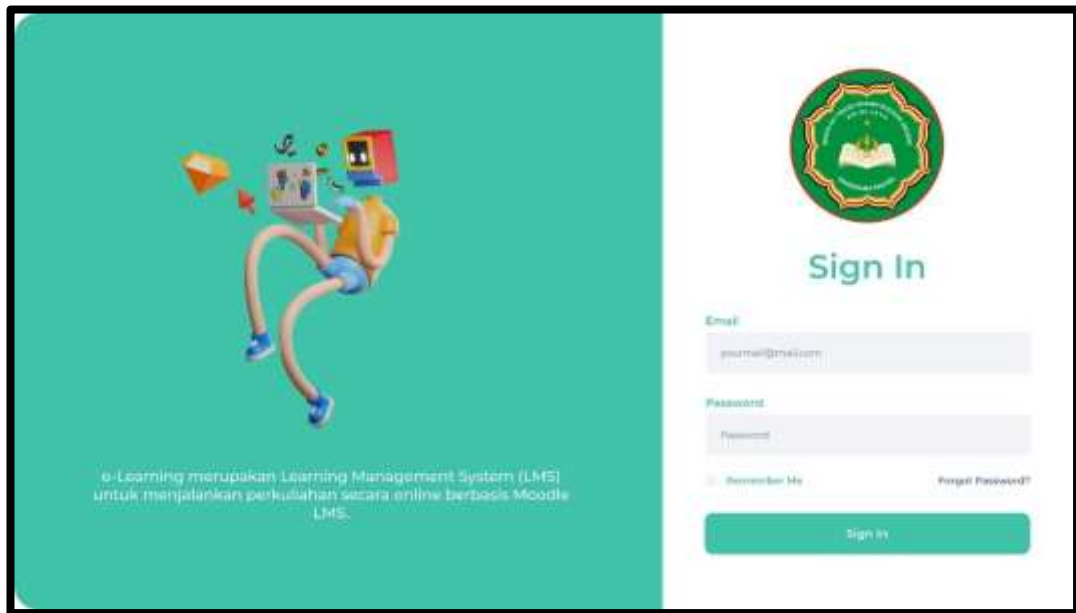 e-Learning merupakan Learning Management System (LMS)
untuk menjalankan perkuliahan secara online berbasis Moodle
LMS.
Sign In
Email
yourmail@mail.com
Password
Password
Remember Me
Forgot Password?
Sign In